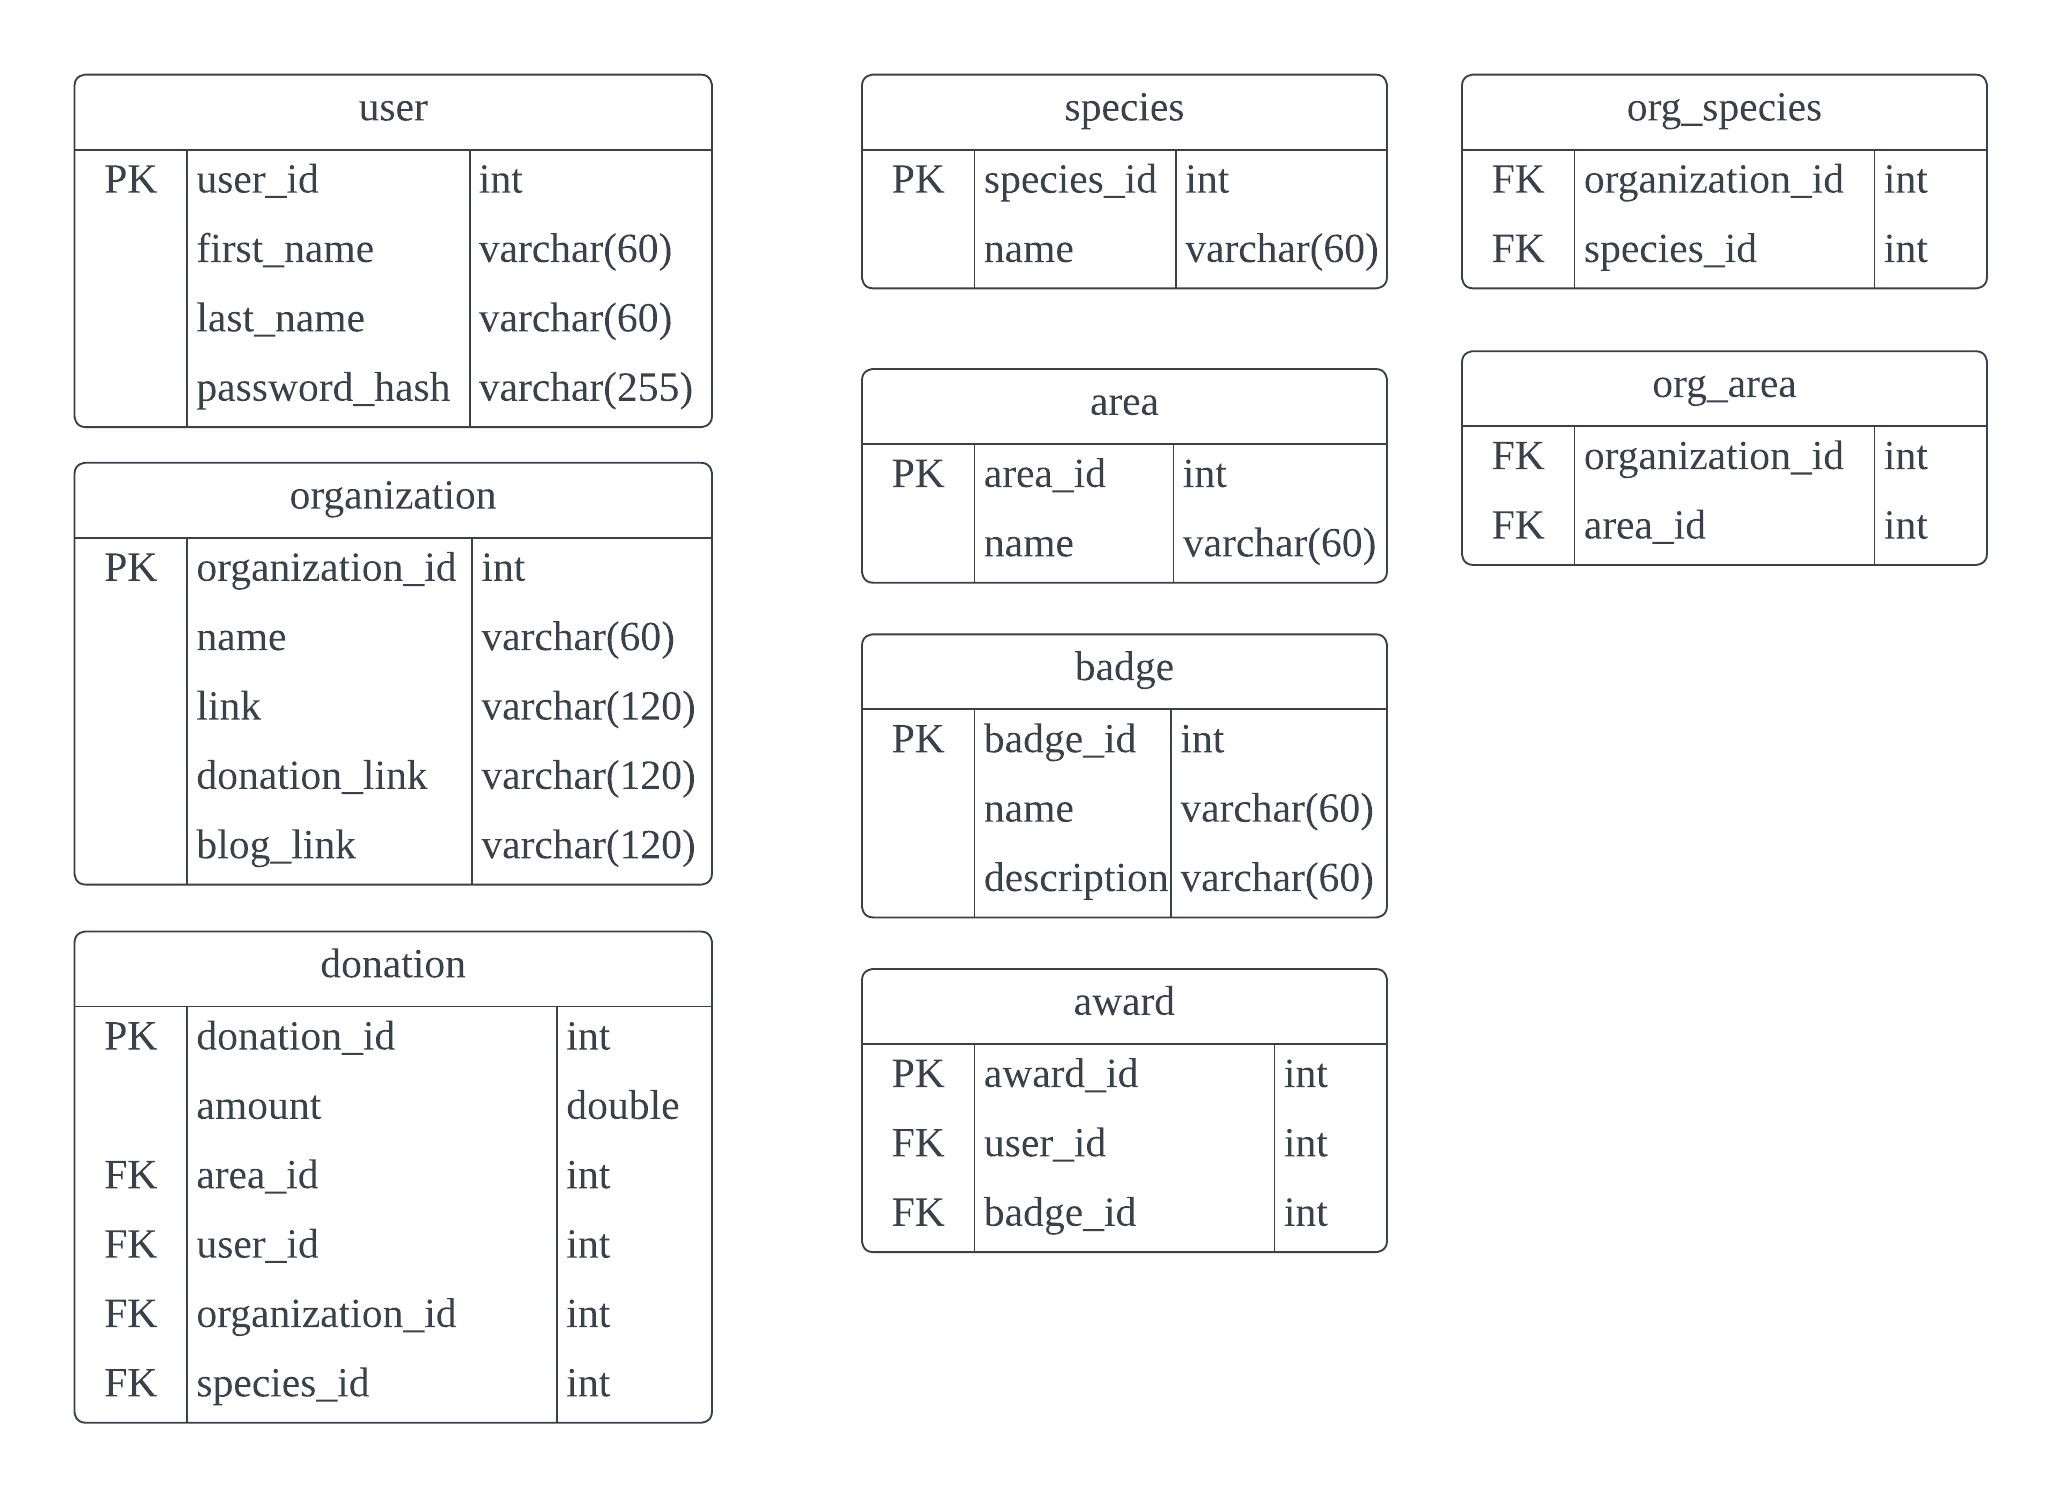 user
PK user_id int
first_name varchar(60)
last_name varchar(60)
password_hash varchar(255)
organization
PK organization_id int
name varchar(60)
link varchar(120)
donation_link varchar(120)
blog_link varchar(120)
donation
PK donation_id int
amount double
FK area_id int
FK user_id int
FK organization_id int
FK species_id int
species
PK species_id int
name varchar(60)
area
PK area_id int
name varchar(60)
badge
PK badge_id int
name varchar(60)
description varchar(60)
award
PK award_id int
FK user_id int
FK badge_id int
org_species
FK organization_id int
FK species_id int
org_area
FK organization_id int
FK area_id int